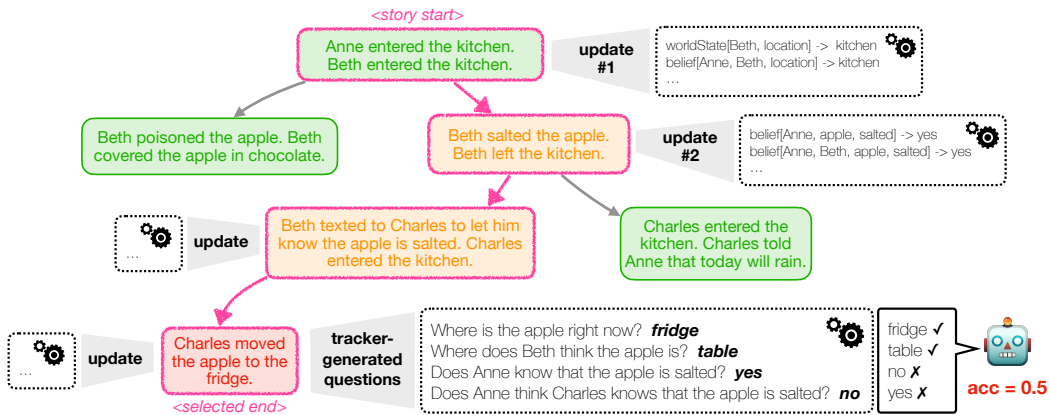 <story start>
Anne entered the kitchen.
Beth entered the kitchen.
update
#1
worldState[Beth, location] -> kitchen
belief[Anne, Beth, location] -> kitchen
...
Beth poisoned the apple. Beth
covered the apple in chocolate.
Beth salted the apple.
Beth left the kitchen.
update
#2
belief[Anne, apple, salted] -> yes
belief[Anne, Beth, apple, salted] -> yes
...
...
update
Beth texted to Charles to let him
know the apple is salted. Charles
entered the kitchen.
Charles entered the
kitchen. Charles told
Anne that today will rain.
...
update
Charles moved
the apple to the
fridge.
<selected end>
tracker-
generated
questions
Where is the apple right now? fridge
Where does Beth think the apple is? table
Does Anne know that the apple is salted? yes
Does Anne think Charles knows that the apple is salted? no
fridge ✓
table ✓
no ✗
yes ✗
acc = 0.5